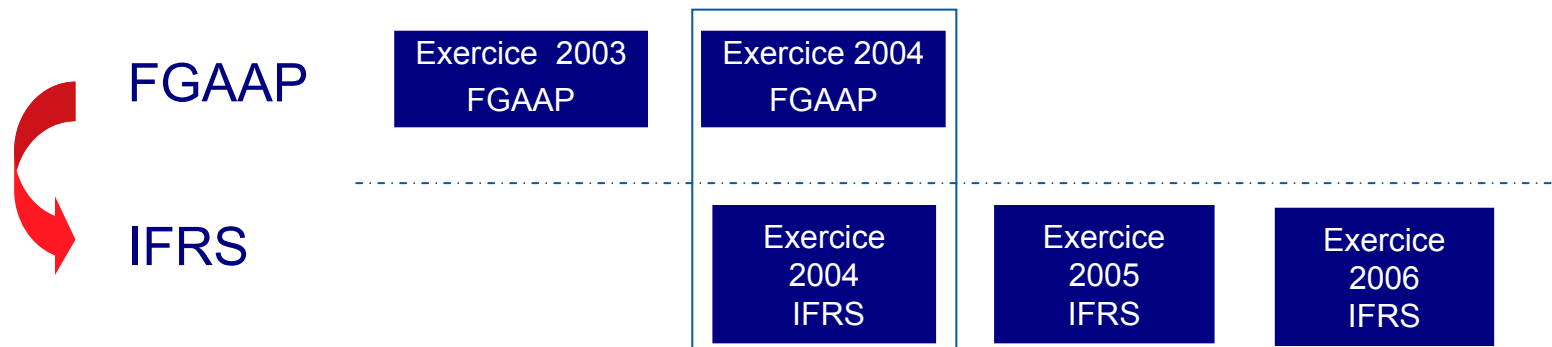 FGAAP
Exercice 2003
FGAAP
Exercice 2004
FGAAP
IFRS
Exercice
2004
IFRS
Exercice
2005
IFRS
Exercice
2006
IFRS